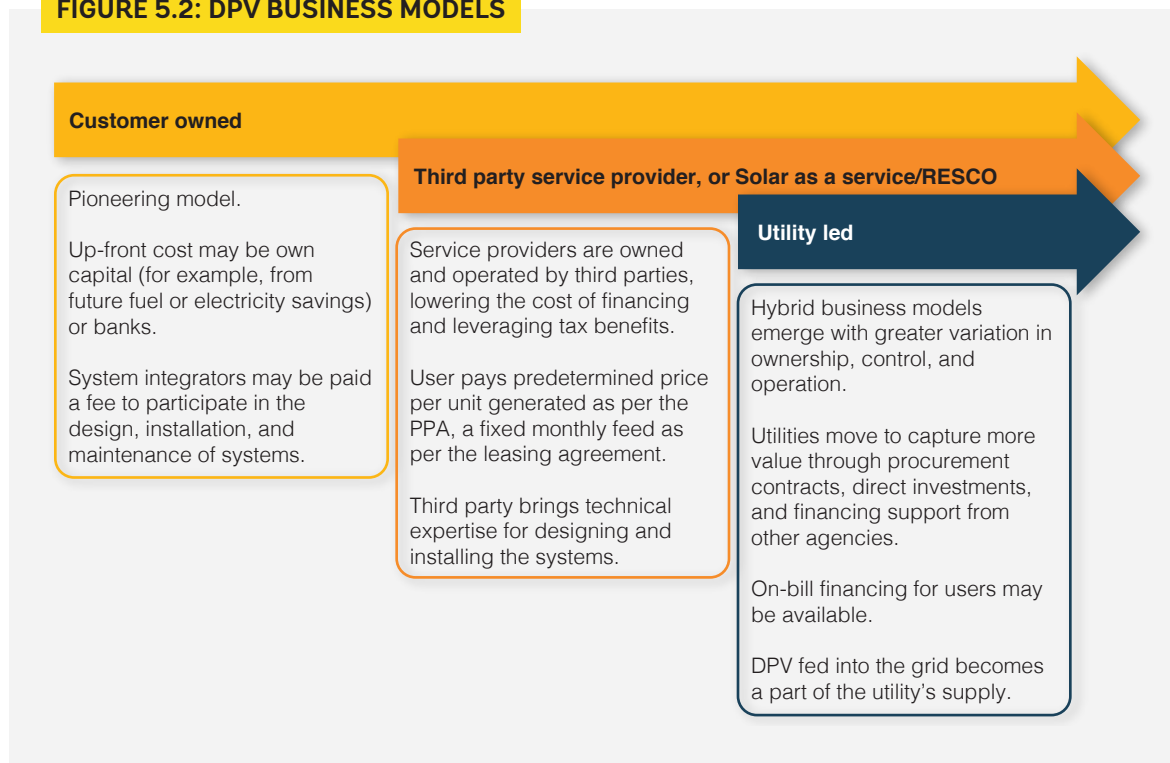 FIGURE 5.2: DPV BUSINESS MODELS
Customer owned
Pioneering model.
Up-front cost may be own
capital (for example, from
future fuel or electricity savings)
or banks.
System integrators may be paid
a fee to participate in the
design, installation, and
maintenance of systems.
Third party service provider, or Solar as a service/RESCO
Service providers are owned
and operated by third parties,
lowering the cost of financing
and leveraging tax benefits.
User pays predetermined price
per unit generated as per the
PPA, a fixed monthly feed as
per the leasing agreement.
Third party brings technical
expertise for designing and
installing the systems.
Utility led
Hybrid business models
emerge with greater variation in
ownership, control, and
operation.
Utilities move to capture more
value through procurement
contracts, direct investments,
and financing support from
other agencies.
On-bill financing for users may
be available.
DPV fed into the grid becomes
a part of the utility’s supply.